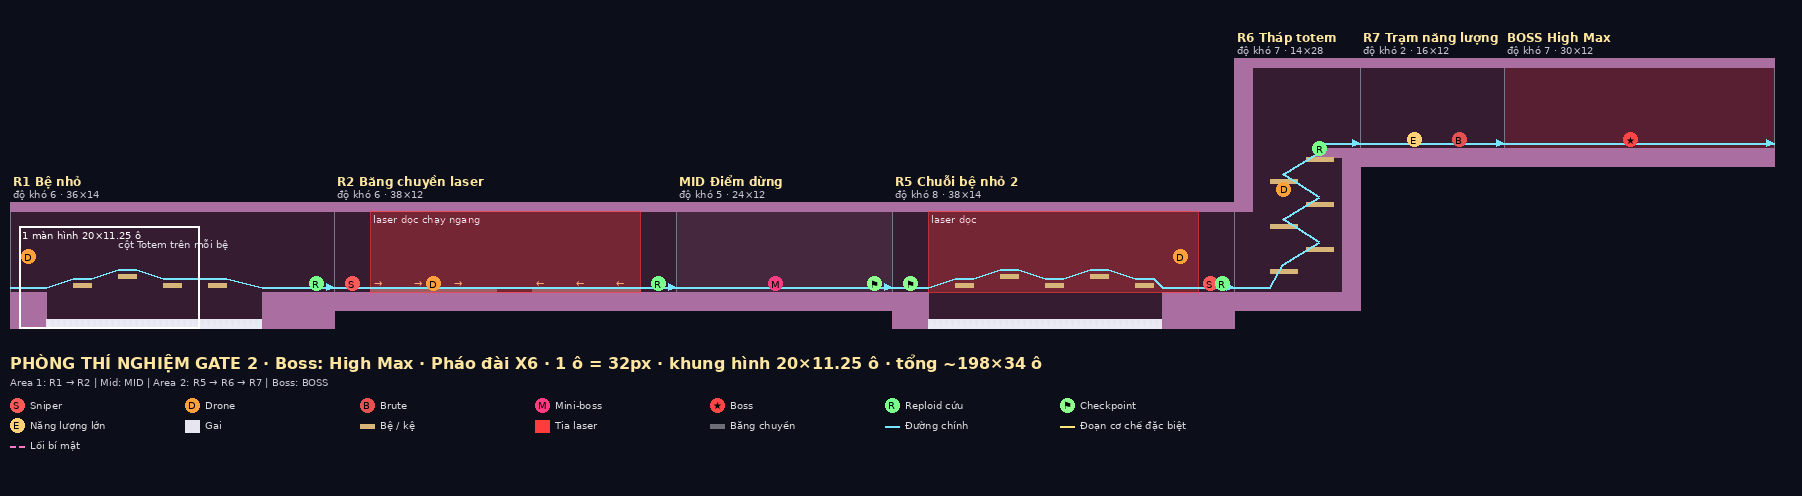 R6 Tháp totem
độ khó 7 · 14×28
R7 Trạm năng lượng
độ khó 2 · 16×12
BOSS High Max
độ khó 7 · 30×12
R1 Bệ nhỏ
độ khó 6 · 36×14
R2 Băng chuyền laser
độ khó 6 · 38×12
MID Điểm dừng
độ khó 5 · 24×12
R5 Chuỗi bệ nhỏ 2
độ khó 8 · 38×14
1 màn hình 20×11.25 ô
cột Totem trên mỗi bệ
laser dọc chạy ngang
laser dọc
D
R
S
D
R
M
R
D
S
R
D
R
E
B
PHÒNG THÍ NGHIỆM GATE 2 · Boss: High Max · Pháo đài X6 · 1 ô = 32px · khung hình 20×11.25 ô · tổng ~198×34 ô
Area 1: R1 → R2 | Mid: MID | Area 2: R5 → R6 → R7 | Boss: BOSS
S Sniper
D Drone
B Brute
M Mini-boss
★ Boss
R Reploid cứu
⚑ Checkpoint
E Năng lượng lớn
Gai
Bệ / kệ
Tia laser
Băng chuyền
Đường chính
Đoạn cơ chế đặc biệt
Lối bí mật